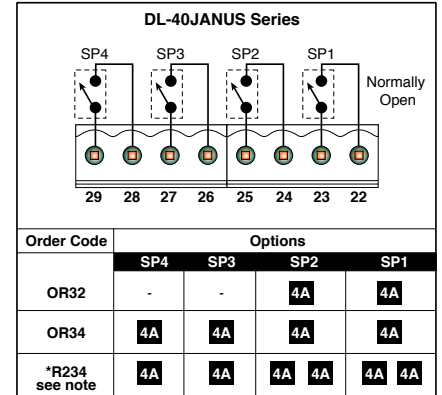 DL-40JANUS Series
SP4 SP3 SP2 SP1
Normally
Open
29 28 27 26 25 24 23 22
Order Code Options
SP4 SP3 SP2 SP1
OR32 - - 4A 4A
OR34 4A 4A 4A 4A
*R234
see note 4A 4A 4A 4A 4A 4A